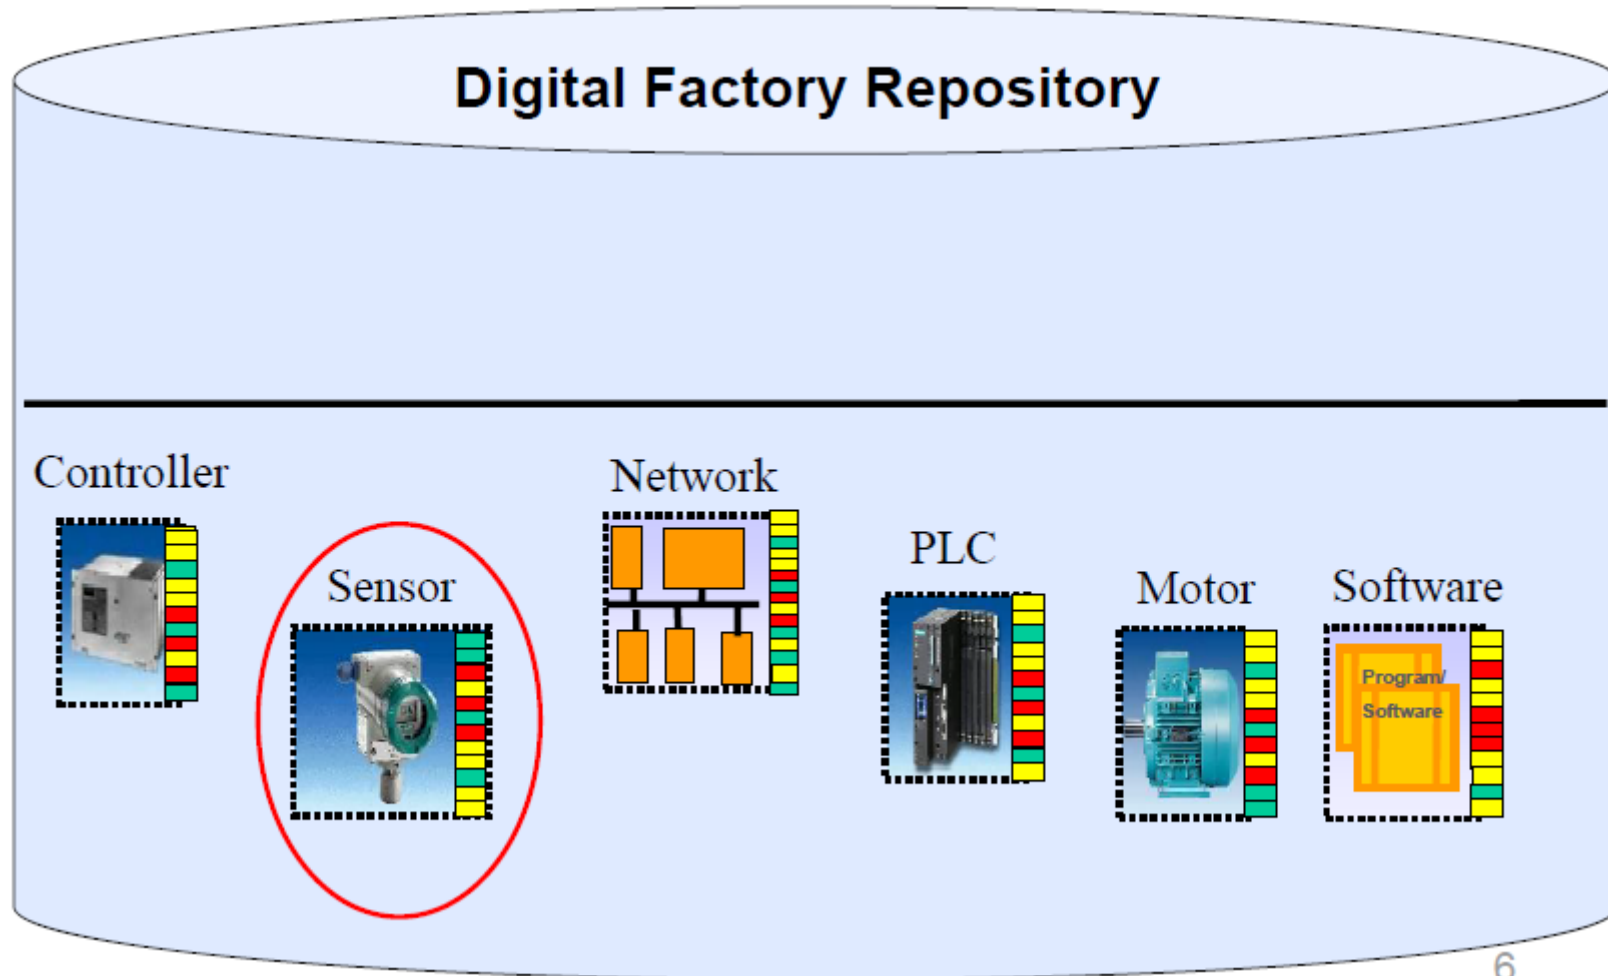 Digital Factory Repository
Controller
Sensor
Network
PLC
Motor
Software
Program/
Software
6